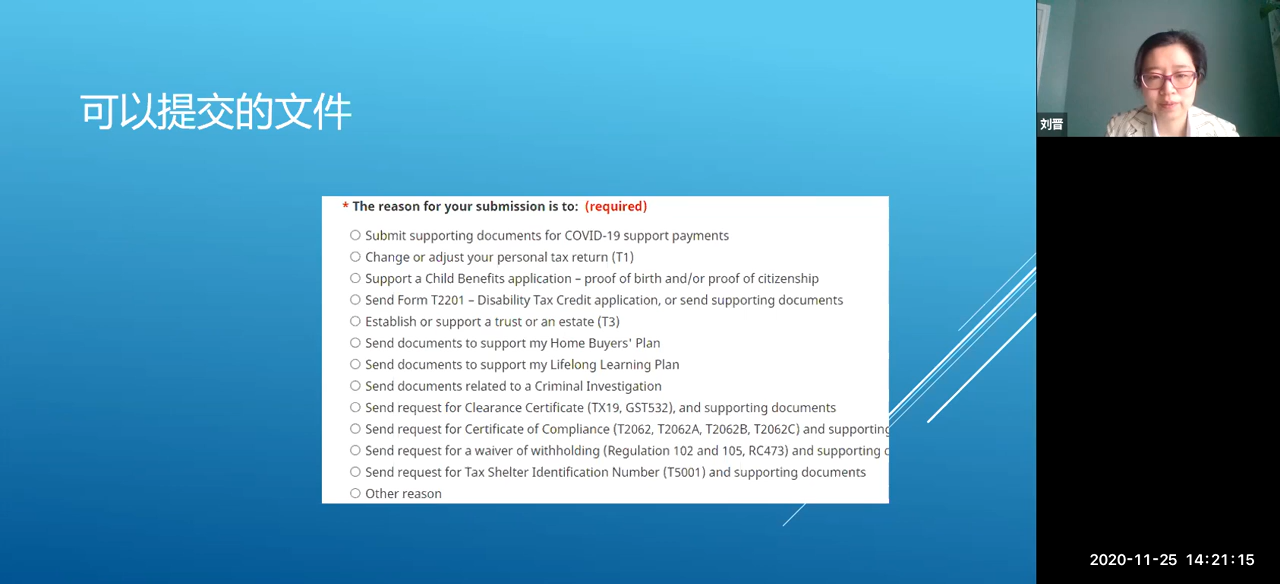 可以提交的文件
* The reason for your submission is to: (required)
Submit supporting documents for COVID-19 support payments
Change or adjust your personal tax return (T1)
Support a Child Benefits application – proof of birth and/or proof of citizenship
Send Form T2201 – Disability Tax Credit application, or send supporting documents
Establish or support a trust or an estate (T3)
Send documents to support my Home Buyers' Plan
Send documents to support my Lifelong Learning Plan
Send documents related to a Criminal Investigation
Send request for Clearance Certificate (TX19, GST532), and supporting documents
Send request for Certificate of Compliance (T2062, T2062A, T2062B, T2062C) and supporting
Send request for a waiver of withholding (Regulation 102 and 105, RC473) and supporting
Send request for Tax Shelter Identification Number (T5001) and supporting documents
Other reason
刘晋
2020-11-25 14:21:15